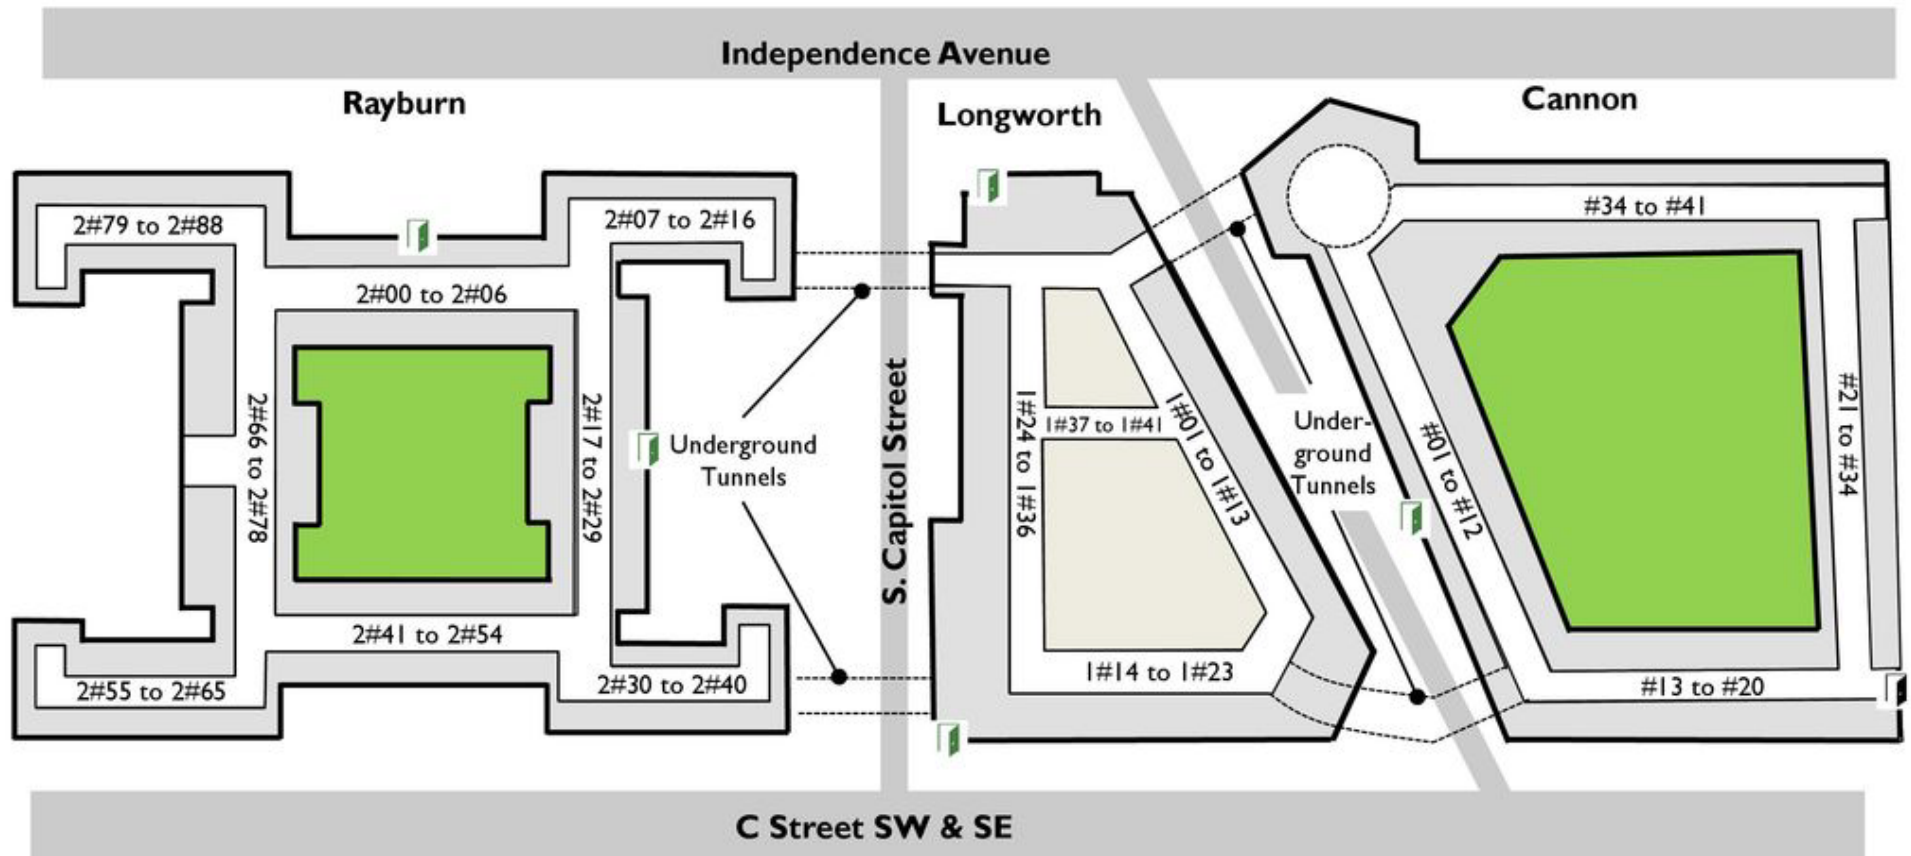 Independence Avenue
Rayburn
Longworth
Cannon
2#79 to 2#88
2#07 to 2#16
#34 to #41
2#00 to 2#06
2#66 to 2#78
2#17 to 2#29
Underground
Tunnels
S. Capitol Street
1#24 to 1#36
1#37 to 1#41
1#01 to 1#13
Under-
ground
Tunnels
#01 to #12
#21 to #34
2#41 to 2#54
2#55 to 2#65
2#30 to 2#40
1#14 to 1#23
#13 to #20
C Street SW & SE